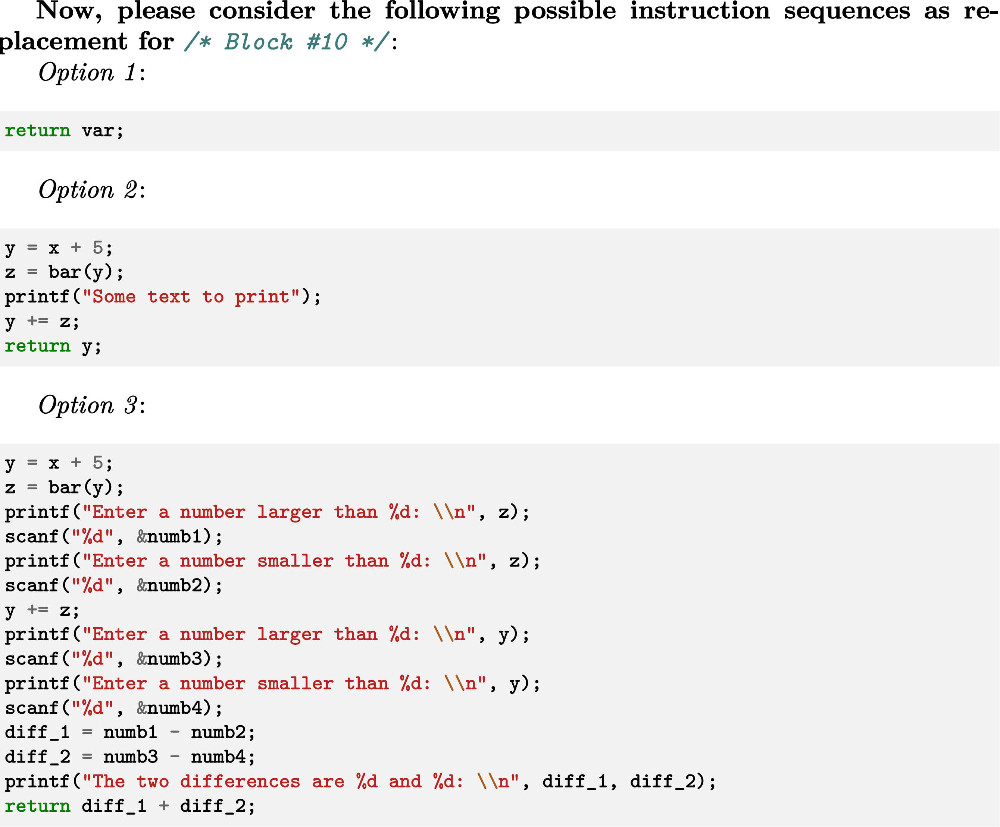 Now, please consider the following possible instruction sequences as re-
placement for /* Block #10 */:
Option 1:
return var;
Option 2:
y = x + 5;
z = bar(y);
printf("Some text to print");
y += z;
return y;
Option 3:
y = x + 5;
z = bar(y);
printf("Enter a number larger than %d: \\n", z);
scanf("%d", &numb1);
printf("Enter a number smaller than %d: \\n", z);
scanf("%d", &numb2);
y += z;
printf("Enter a number larger than %d: \\n", y);
scanf("%d", &numb3);
printf("Enter a number smaller than %d: \\n", y);
scanf("%d", &numb4);
diff_1 = numb1 - numb2;
diff_2 = numb3 - numb4;
printf("The two differences are %d and %d: \\n", diff_1, diff_2);
return diff_1 + diff_2;